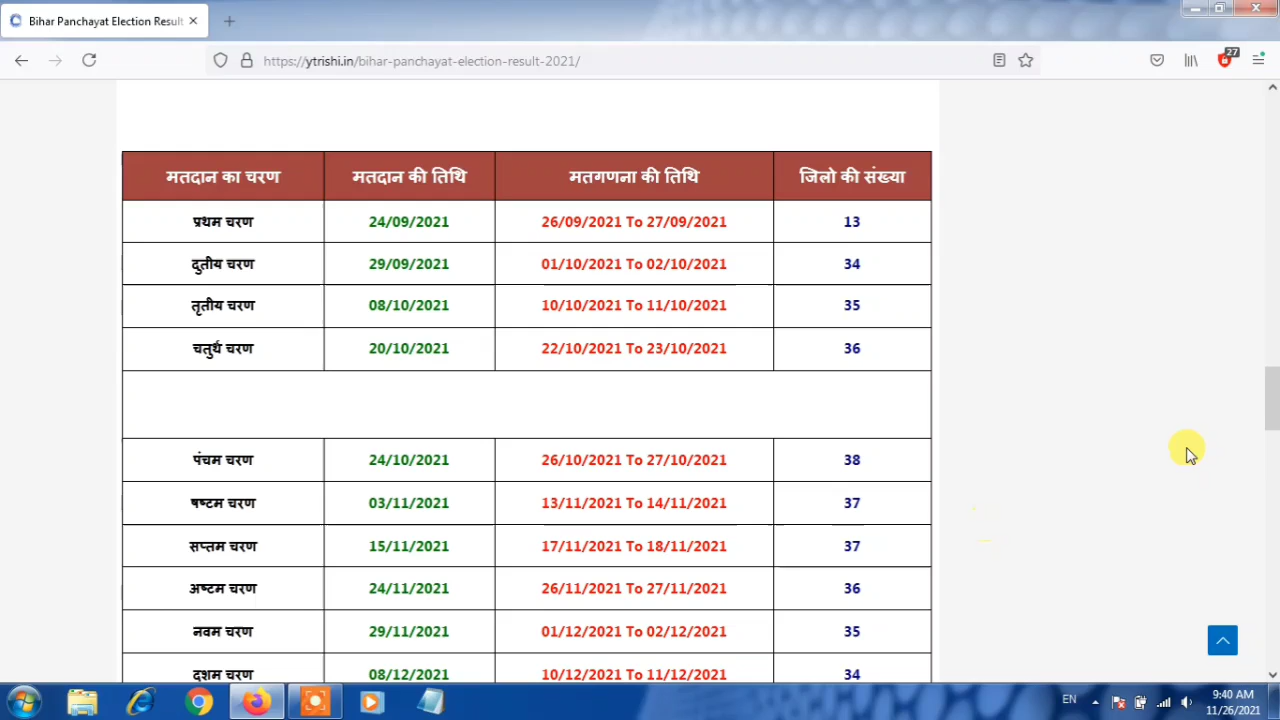 Bihar Panchayat Election Result
https://ytrishi.in/bihar-panchayat-election-result-2021/
27
मतदान का चरण मतदान की तिथि मतगणना की तिथि जिलो की संख्या
प्रथम चरण 24/09/2021 26/09/2021 To 27/09/2021 13
दुतीय चरण 29/09/2021 01/10/2021 To 02/10/2021 34
तृतीय चरण 08/10/2021 10/10/2021 To 11/10/2021 35
चतुर्थ चरण 20/10/2021 22/10/2021 To 23/10/2021 36
पंचम चरण 24/10/2021 26/10/2021 To 27/10/2021 38
षष्टम चरण 03/11/2021 13/11/2021 To 14/11/2021 37
सप्तम चरण 15/11/2021 17/11/2021 To 18/11/2021 37
अष्टम चरण 24/11/2021 26/11/2021 To 27/11/2021 36
नवम चरण 29/11/2021 01/12/2021 To 02/12/2021 35
दशम चरण 08/12/2021 10/12/2021 To 11/12/2021 34
EN
9:40 AM
11/26/2021